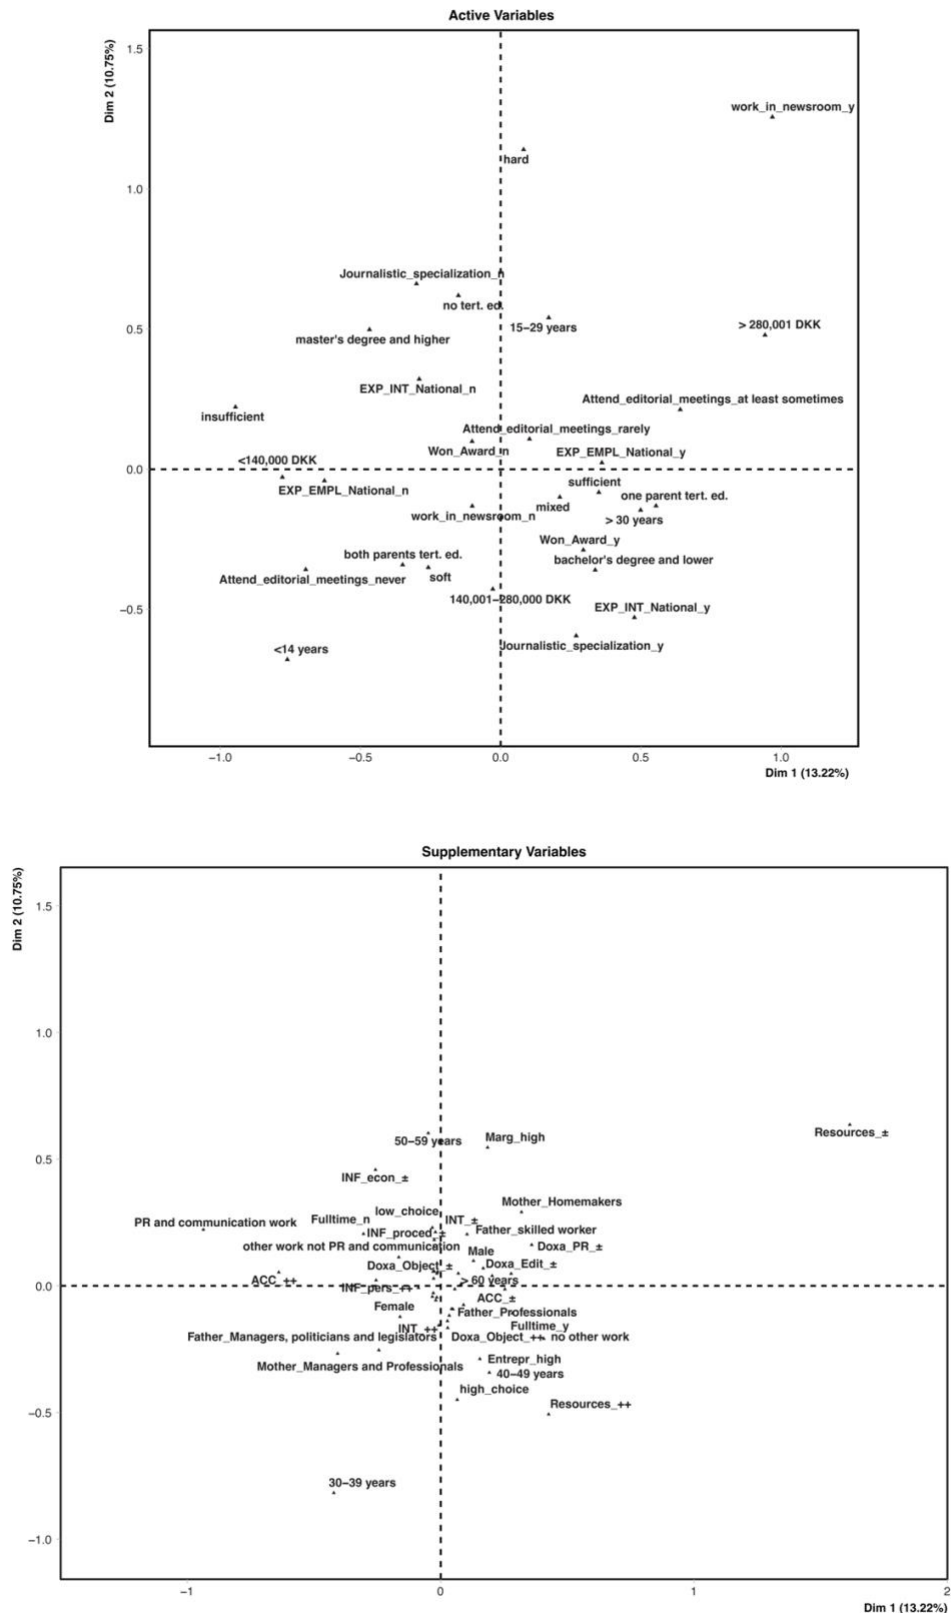 Active Variables
Dim 2 (10.75%)
1.5
work_in_newsroom_y
hard
1.0
Journalistic_specialization_n
no tert. ed.
15–29 years
> 280,001 DKK
0.5
master's degree and higher
EXP_INT_National_n
Attend_editorial_meetings_at least sometimes
insufficient
Attend_editorial_meetings_rarely
Won_Award_n
EXP_EMPL_National_y
<140,000 DKK
0.0
sufficient
EXP_EMPL_National_n
one parent tert. ed.
mixed
work_in_newsroom_n
> 30 years
Won_Award_y
both parents tert. ed.
bachelor's degree and lower
Attend_editorial_meetings_never
soft
140,001–280,000 DKK
EXP_INT_National_y
−0.5
Journalistic_specialization_y
<14 years
−1.0
−0.5
0.0
0.5
1.0
Dim 1 (13.22%)
Supplementary Variables
Dim 2 (10.75%)
1.5
1.0
0.5
50–59 years
Marg_high
Resources_±
INF_econ_±
Mother_Homemakers
low_choice
PR and communication work
Fulltime_n
INT_±
INF_proced_±
Father_skilled worker
other work not PR and communication
Male
Doxa_PR_±
Doxa_Object_±
Doxa_Edit_±
ACC_++
> 60 years
0.0
INF_pers_++
ACC_±
Female
Father_Professionals
INT_++
Fulltime_y
Father_Managers, politicians and legislators
Doxa_Object_++
no other work
Mother_Managers and Professionals
Entrepr_high
40–49 years
high_choice
Resources_++
−0.5
30–39 years
−1.0
−1
0
1
2
Dim 1 (13.22%)